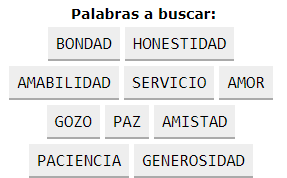 Palabras a buscar:
BONDAD HONESTIDAD
AMABILIDAD SERVICIO AMOR
GOZO PAZ AMISTAD
PACIENCIA GENEROSIDAD